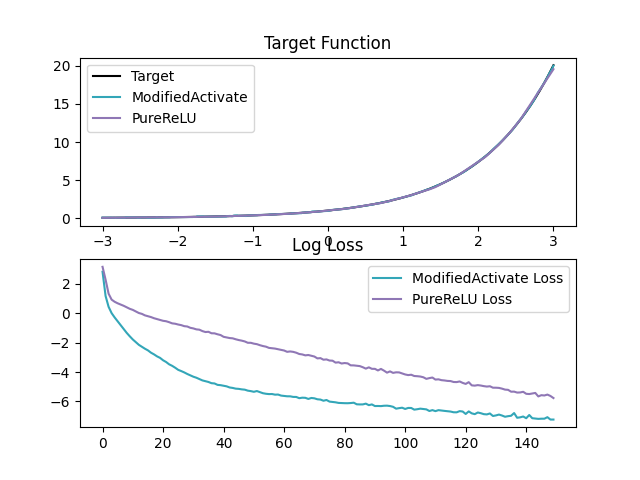 Target Function
20
15
10
5
0
Target
ModifiedActivate
PureReLU
−3 −2 −1 0 1 2 3
Log Loss
2
0
−2
−4
−6
ModifiedActivate Loss
PureReLU Loss
0 20 40 60 80 100 120 140